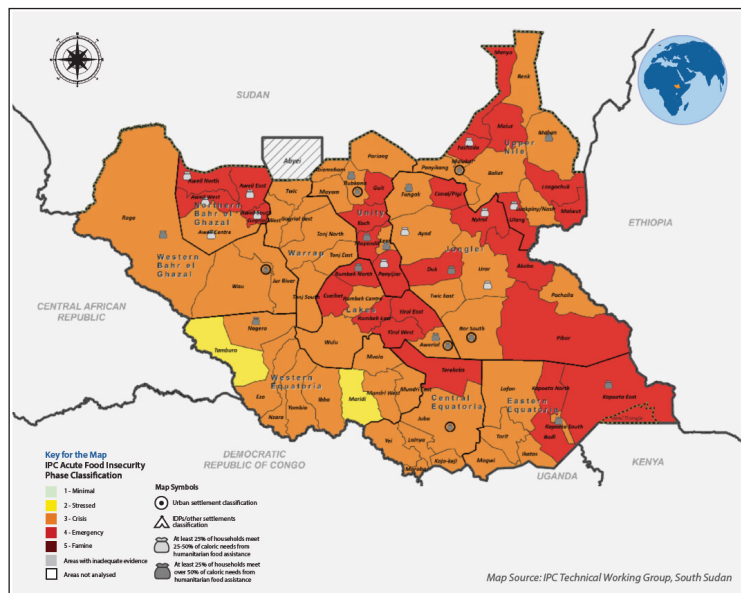 SUDAN
Manyo
Renk
Melut
Fashoda
Maban
Upper
Nile
Malakal
Panyikang
Baliet
Longochuk
Maiwut
Ulang
Nyirol
Abyei
Pariang
Abiemnhom
Rubkona
Mayom
Guit
Unity
Koch
Mayendit
Leer
Panyijiar
Fangak
Canal/Pigi
Ayod
Jonglei
Duk
Uror
Akobo
Twic East
Pochalla
Bor South
Pibor
Aweil North
Aweil East
Aweil West
Aweil South
Aweil Centre
Northern
Bahr el
Ghazal
Twic
Gogrial East
Gogrial West
Tonj North
Warrap
Tonj East
Tonj South
Raga
Western
Bahr el
Ghazal
Jur River
Wau
Rumbek North
Cueibet
Rumbek Centre
Lakes
Rumbek East
Yirol East
Yirol West
Awerial
Wulu
ETHIOPIA
CENTRAL AFRICAN
REPUBLIC
Tambura
Nagero
Western
Equatoria
Ezo
Nzara
Yambio
Ibba
Maridi
Mvolo
Mundri East
Mundri West
Terekeka
Central
Equatoria
Juba
Yei
Lainya
Morobo
Kajo-keji
Lafon
Kapoeta North
Kapoeta East
Eastern
Equatoria
Kapoeta South
Torit
Budi
Ikotos
Magwi
DEMOCRATIC
REPUBLIC OF CONGO
UGANDA
KENYA
Key for the Map
IPC Acute Food Insecurity
Phase Classification
1 - Minimal
2 - Stressed
3 - Crisis
4 - Emergency
5 - Famine
Areas with inadequate evidence
Areas not analysed
Map Symbols
Urban settlement classification
IDPs/other settlements
classification
At least 25% of households meet
25-50% of caloric needs from
humanitarian food assistance
At least 25% of households meet
over 50% of caloric needs from
humanitarian food assistance
Map Source: IPC Technical Working Group, South Sudan